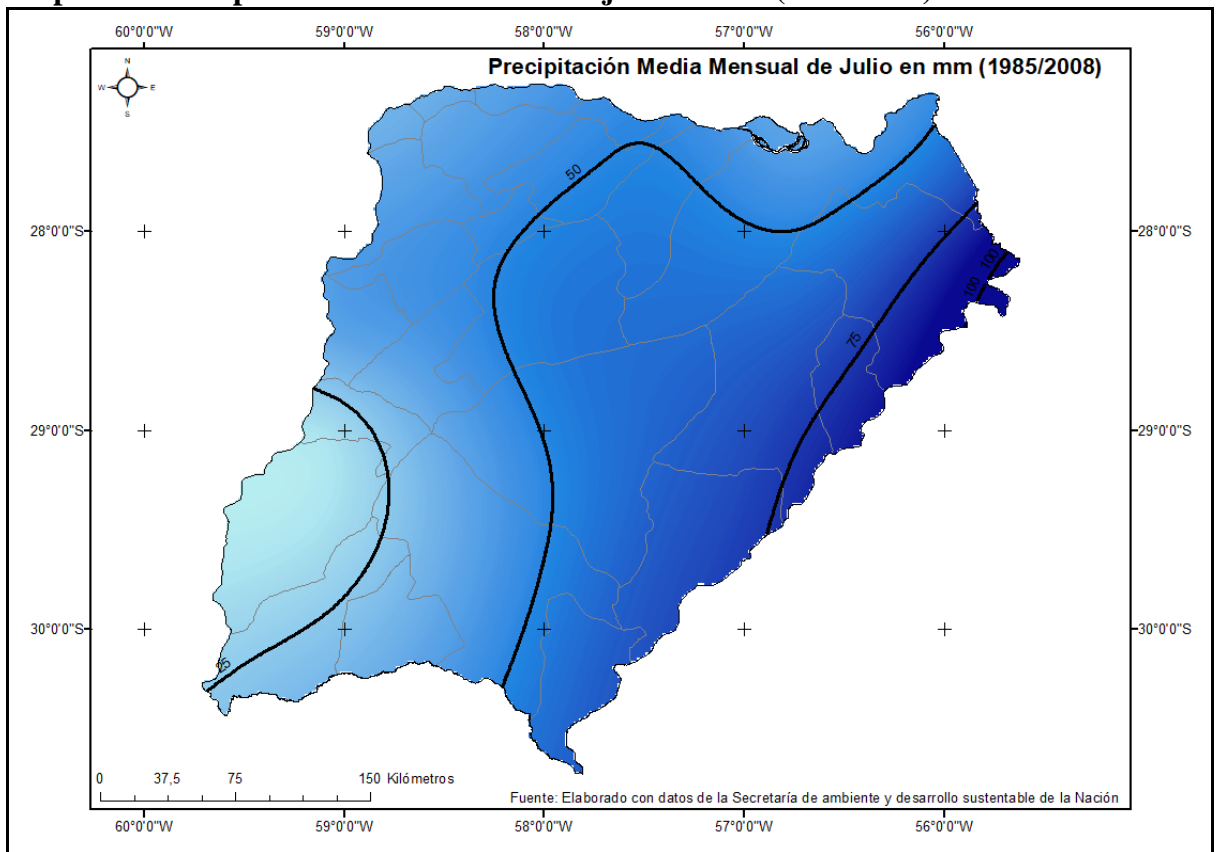 60°0'0"W 59°0'0"W 58°0'0"W 57°0'0"W 56°0'0"W
Precipitación Media Mensual de Julio en mm (1985/2008)
N
W E
S
50
28°0'0"S 28°0'0"S
100
100
75
29°0'0"S 29°0'0"S
30°0'0"S 30°0'0"S
25
0 37,5 75 150 Kilómetros
Fuente: Elaborado con datos de la Secretaría de ambiente y desarrollo sustentable de la Nación
60°0'0"W 59°0'0"W 58°0'0"W 57°0'0"W 56°0'0"W